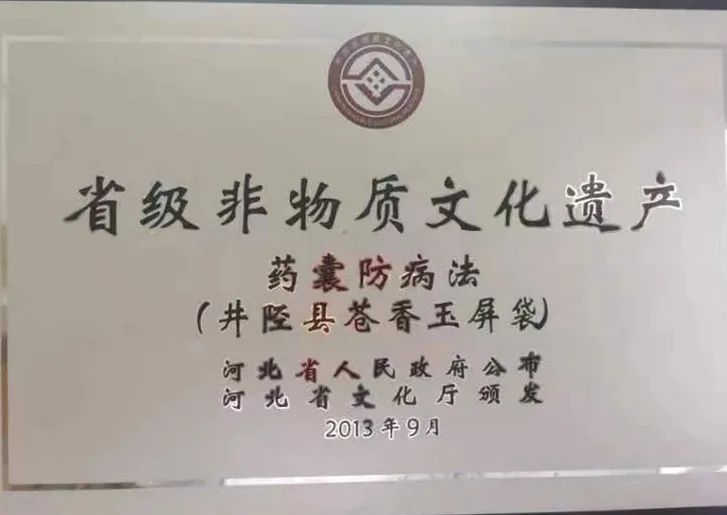 省级非物质文化遗产
药囊防病法
(井陉县苍香玉屏袋)
河北省人民政府公布
河北省文化厅颁发
2013年9月